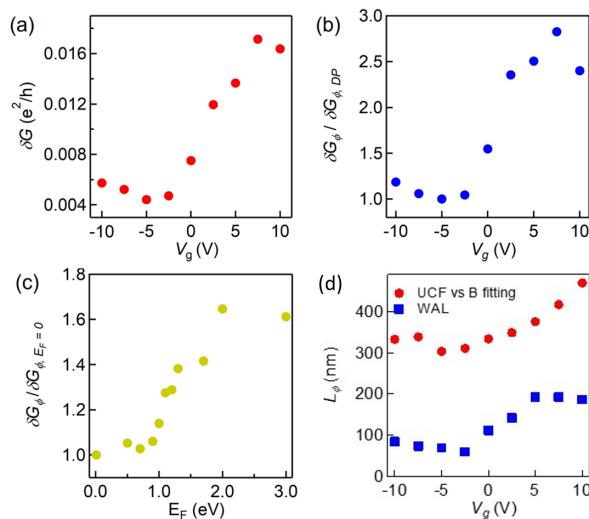 (a)
δG (e²/h)
0.016
0.012
0.008
0.004
-10 -5 0 5 10
Vg (V)
(b)
δGϕ / δGϕ, DP
3.0
2.5
2.0
1.5
1.0
-10 -5 0 5 10
Vg (V)
(c)
δGϕ/δGϕ, EF = 0
1.8
1.6
1.4
1.2
1.0
0.0 1.0 2.0 3.0
EF (eV)
(d)
UCF vs B fitting
WAL
Lϕ (nm)
400
300
200
100
0
-10 -5 0 5 10
Vg (V)